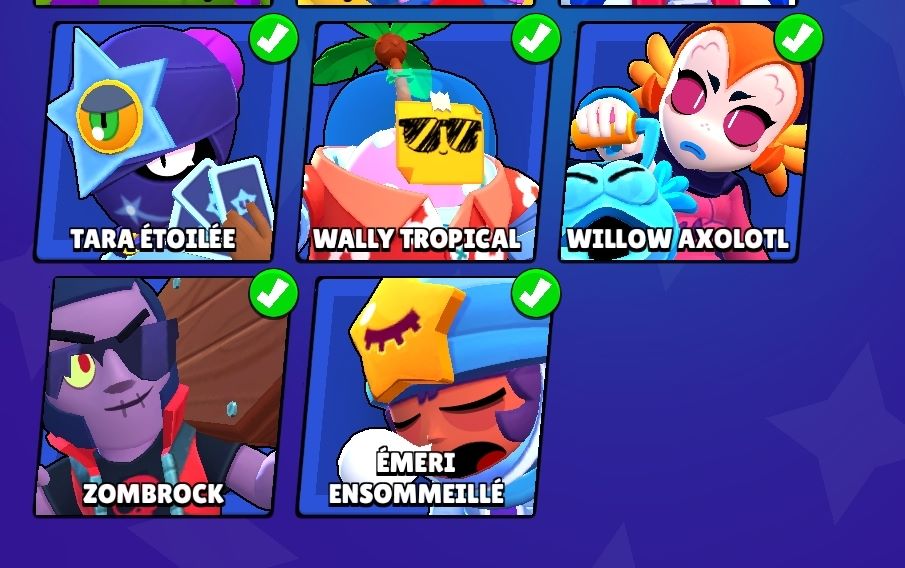 TARA ÉTOILÉE
WALLY TROPICAL
WILLOW AXOLOTL
ZOMBROCK
ÉMERI
ENSOMMEILLÉ